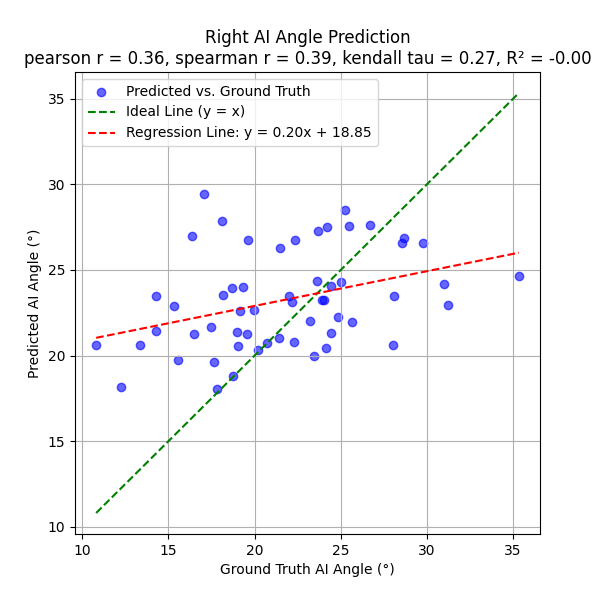 Right AI Angle Prediction
pearson r = 0.36, spearman r = 0.39, kendall tau = 0.27, R² = -0.00
Predicted vs. Ground Truth
Ideal Line (y = x)
Regression Line: y = 0.20x + 18.85
35
30
25
20
15
10
Predicted AI Angle (°)
10 15 20 25 30 35
Ground Truth AI Angle (°)